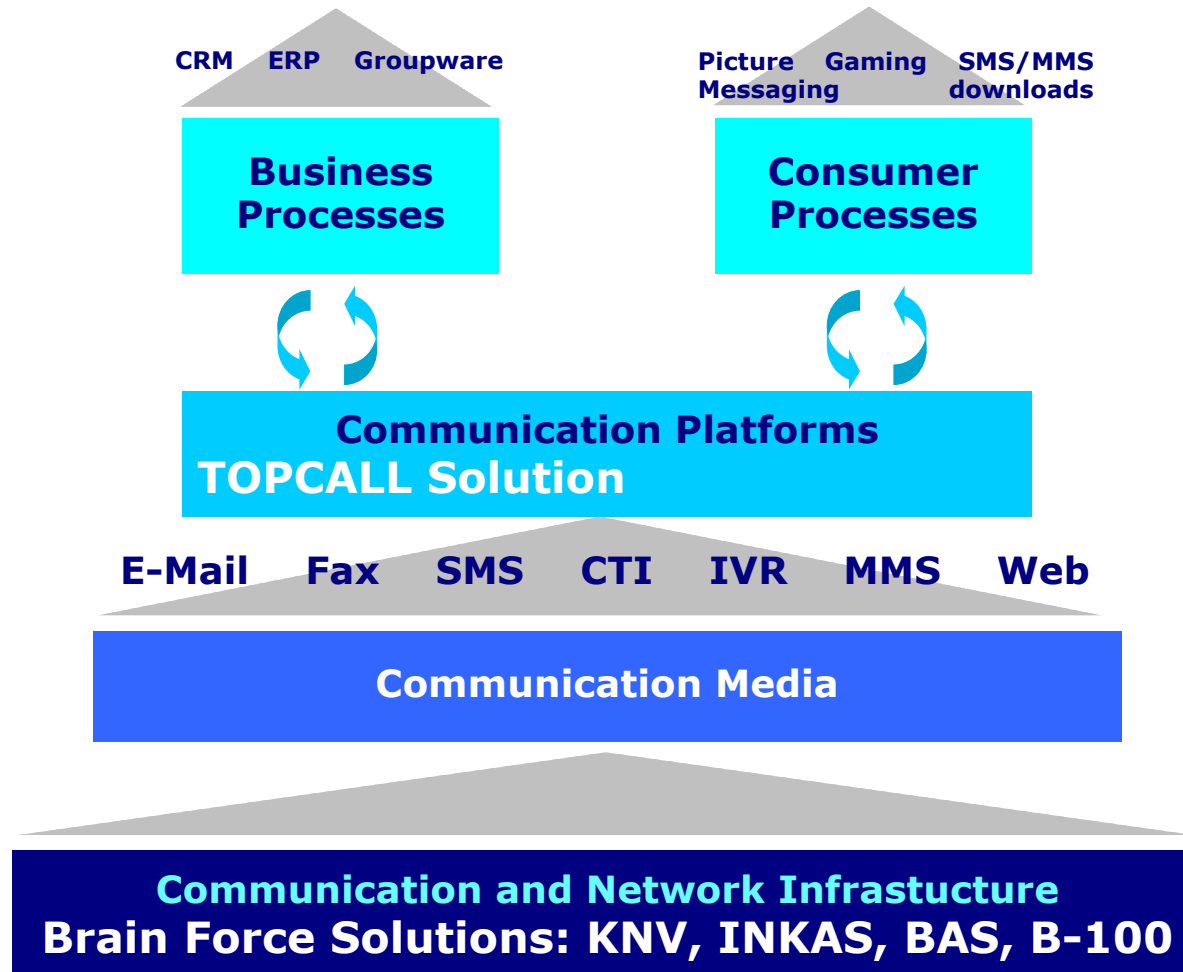 CRM ERP Groupware
Picture Gaming SMS/MMS
Messaging downloads
Business
Processes
Consumer
Processes
Communication Platforms
TOPCALL Solution
E-Mail Fax SMS CTI IVR MMS Web
Communication Media
Communication and Network Infrastucture
Brain Force Solutions: KNV, INKAS, BAS, B-100